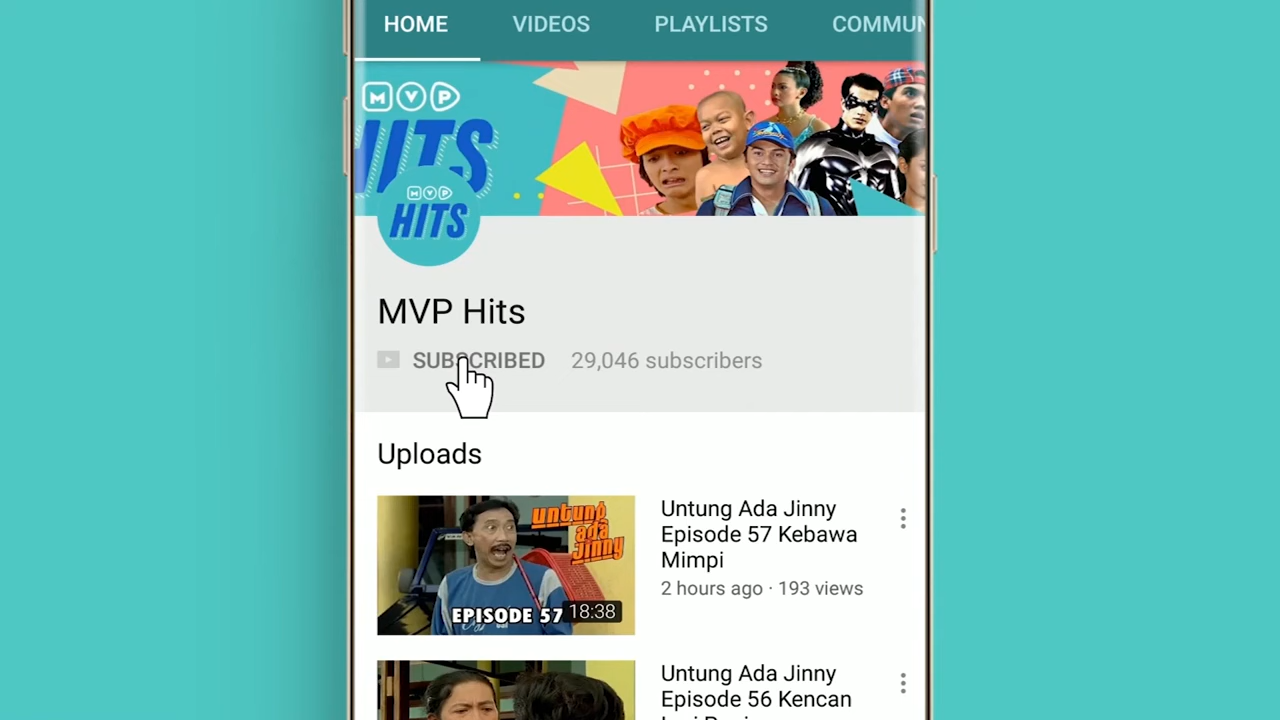 HOME VIDEOS PLAYLISTS COMMUN
MVP
HITS
MVP
HITS
MVP Hits
SUBSCRIBED 29,046 subscribers
Uploads
untung
ada
jinny
EPISODE 57 18:38
Untung Ada Jinny
Episode 57 Kebawa
Mimpi
2 hours ago · 193 views
Untung Ada Jinny
Episode 56 Kencan